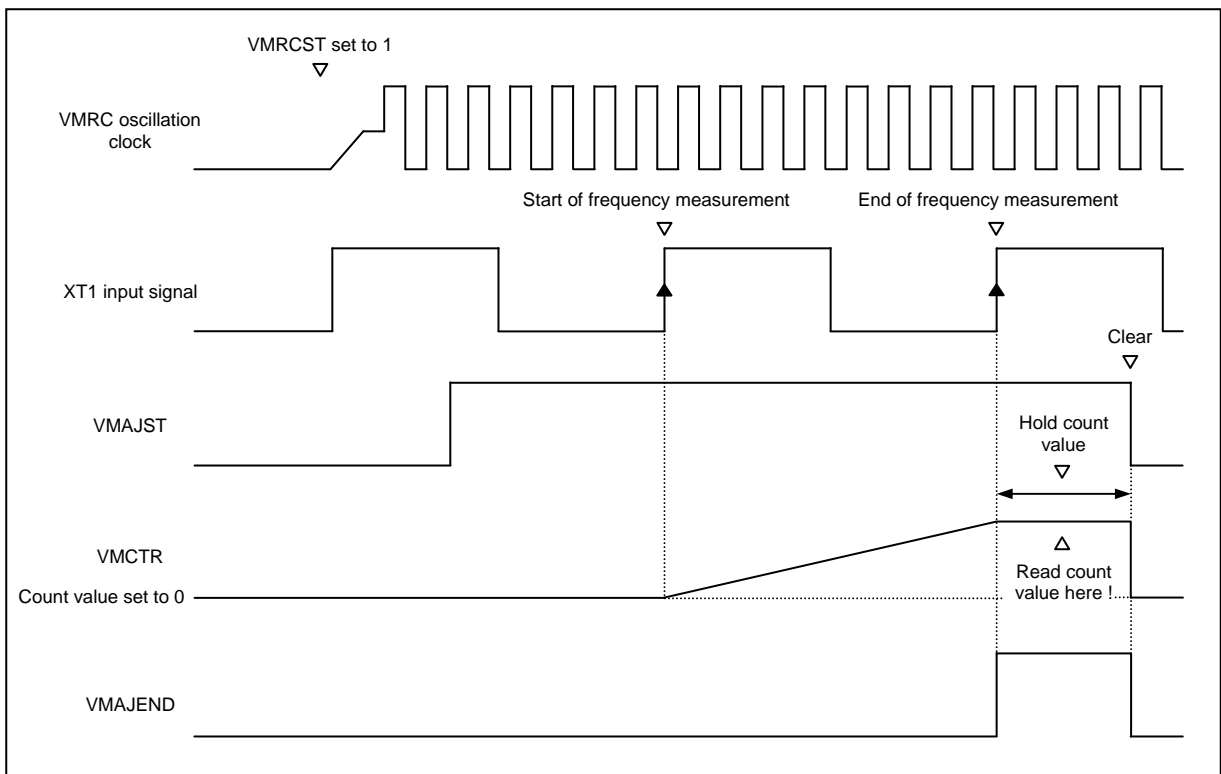 VMRCST set to 1
VMRC oscillation
clock
Start of frequency measurement
End of frequency measurement
XT1 input signal
Clear
VMAJST
Hold count
value
VMCTR
Read count
value here !
Count value set to 0
VMAJEND